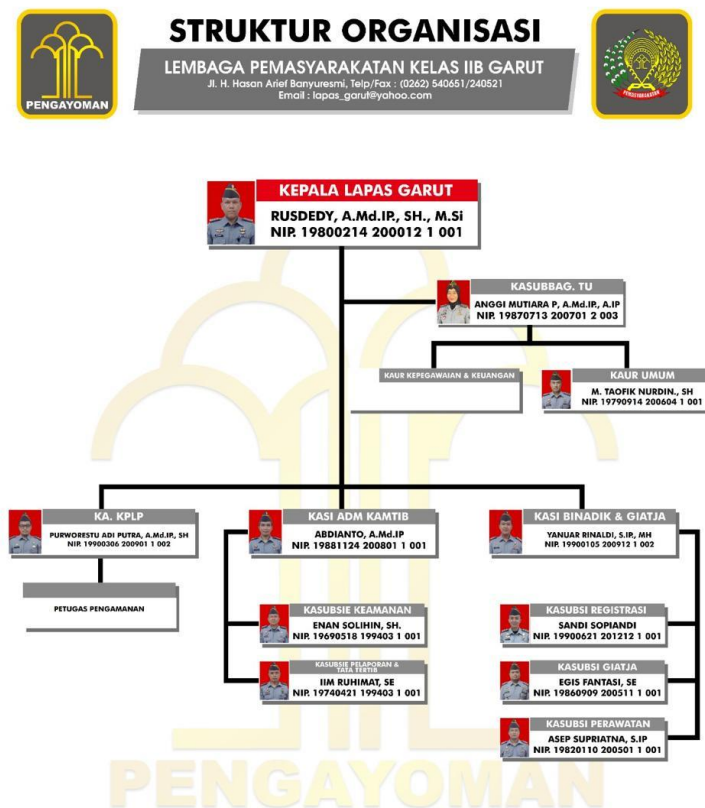 STRUKTUR ORGANISASI
LEMBAGA PEMASYARAKATAN KELAS IIB GARUT
Jl. H. Hasan Arief Banyuresmi, Telp/Fax : (0262) 540651/240521
Email : lapas_garut@yahoo.com
PENGAYOMAN
PEMASYARAKATAN
KEPALA LAPAS GARUT
RUSDEDY, A.Md.IP., SH., M.Si
NIP. 19800214 200012 1 001
KASUBBAG. TU
ANGGI MUTIARA P, A.Md.IP., A.IP
NIP. 19870713 200701 2 003
KAUR KEPEGAWAIAN & KEUANGAN
KAUR UMUM
M. TAOFIK NURDIN., SH
NIP. 19790914 200604 1 001
KA. KPLP
PURWORESTU ADI PUTRA, A.Md.IP., SH
NIP. 19900306 200901 1 002
PETUGAS PENGAMANAN
KASI ADM KAMTIB
ABDIANTO, A.Md.IP
NIP. 19881124 200801 1 001
KASUBSIE KEAMANAN
ENAN SOLIHIN, SH.
NIP. 19690518 199403 1 001
KASUBSIE PELAPORAN &
TATA TERTIB
IIM RUHIMAT, SE
NIP. 19740421 199403 1 001
KASI BINADIK & GIATJA
YANUAR RINALDI, S.IP., MH
NIP. 19900105 200912 1 002
KASUBSI REGISTRASI
SANDI SOPIANDI
NIP. 19900621 201212 1 001
KASUBSI GIATJA
EGIS FANTASI, SE
NIP. 19860909 200511 1 001
KASUBSI PERAWATAN
ASEP SUPRIATNA, S.IP
NIP. 19820110 200501 1 001
PENGAYOMAN